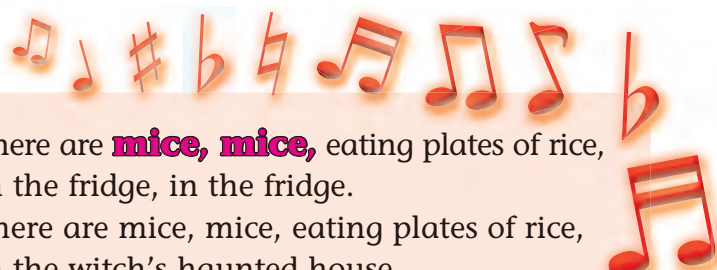 here are mice, mice, eating plates of rice,
the fridge, in the fridge.
here are mice, mice, eating plates of rice,
the witch's haunted house